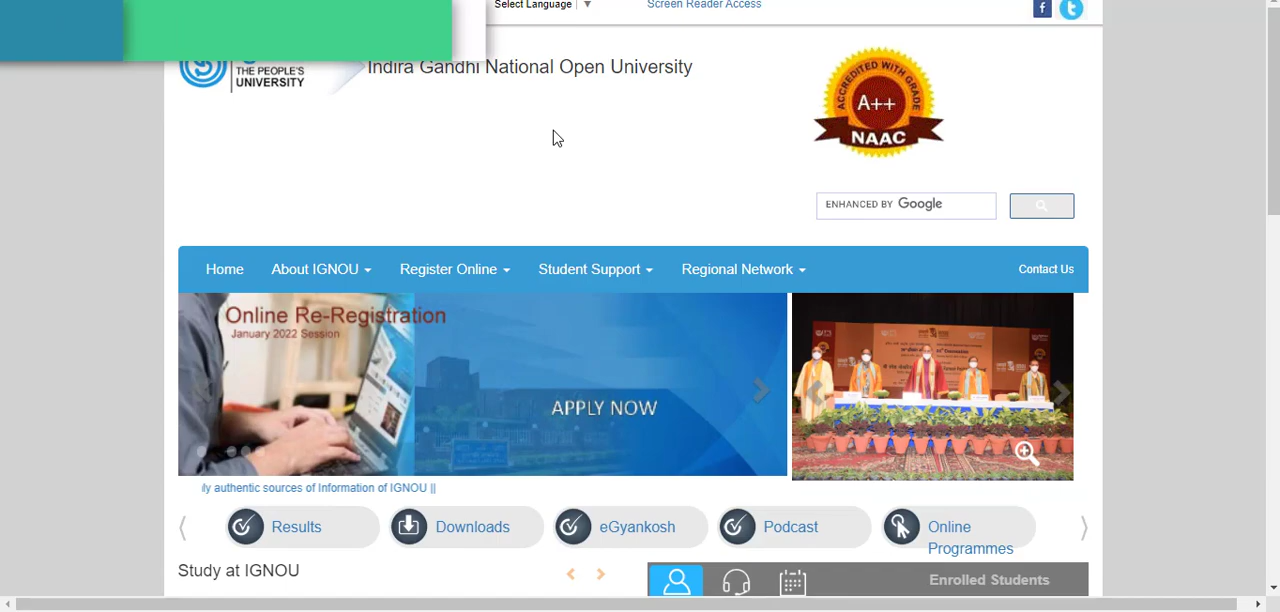 Select Language
Screen Reader Access
THE PEOPLE'S
UNIVERSITY
Indira Gandhi National Open University
ACCREDITED WITH GRADE
A++
NAAC
ENHANCED BY Google
Home
About IGNOU
Register Online
Student Support
Regional Network
Contact Us
Online Re-Registration
January 2022 Session
APPLY NOW
ly authentic sources of Information of IGNOU ||
Results
Downloads
eGyankosh
Podcast
Online
Programmes
Study at IGNOU
Enrolled Students